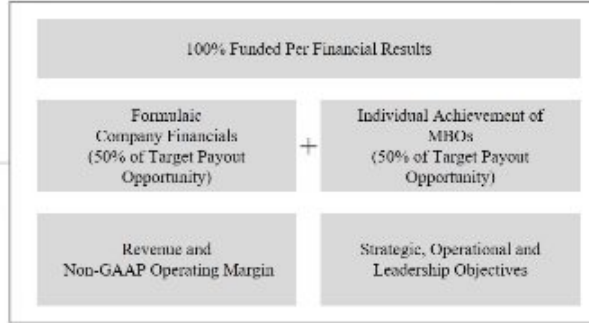 100% Funded Per Financial Results
Formulaic
Company Financials
(50% of Target Payout
Opportunity)
+
Individual Achievement of
MBOs
(50% of Target Payout
Opportunity)
Revenue and
Non-GAAP Operating Margin
Strategic, Operational and
Leadership Objectives